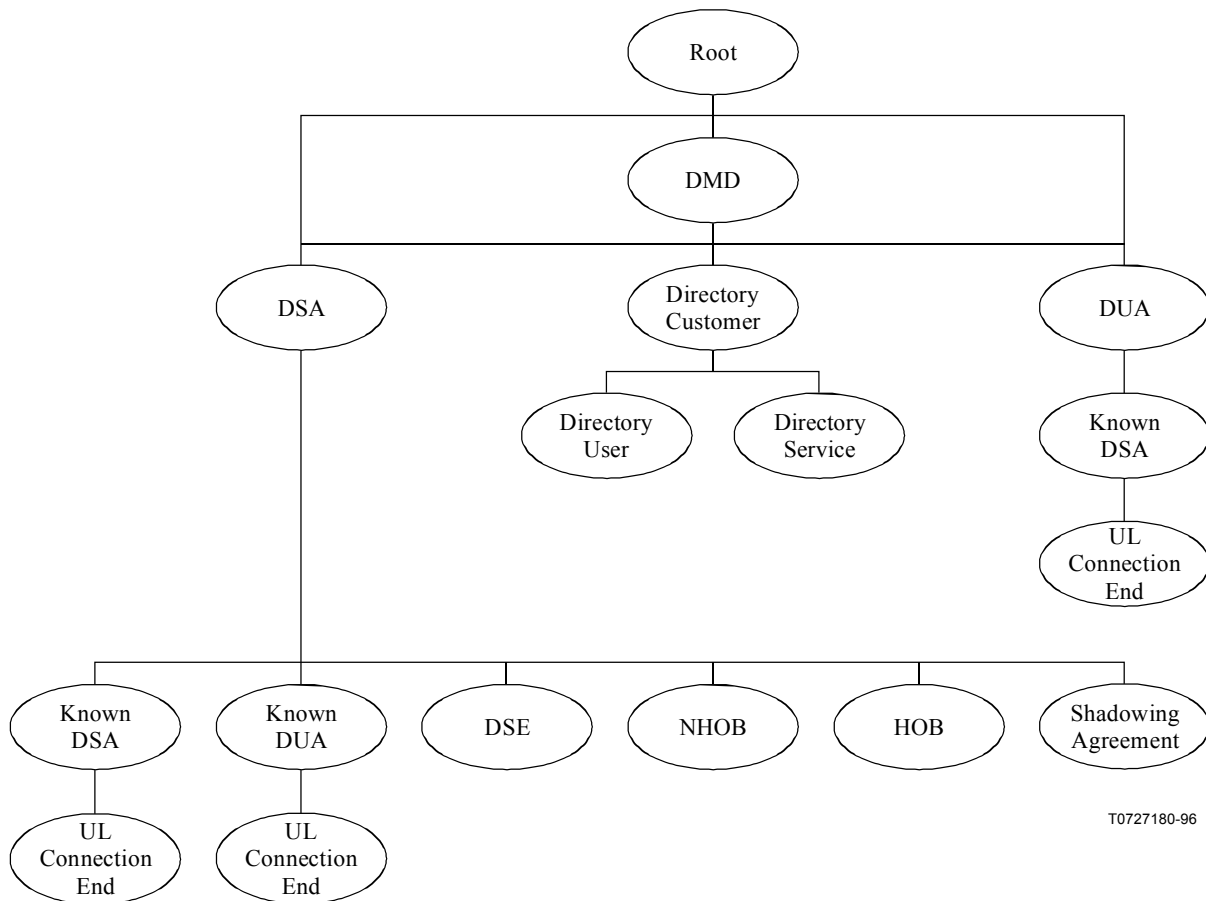 Root
DMD
DSA
Directory
Customer
DUA
Directory
User
Directory
Service
Known
DSA
UL
Connection
End
Known
DSA
Known
DUA
DSE
NHOB
HOB
Shadowing
Agreement
UL
Connection
End
UL
Connection
End
T0727180-96